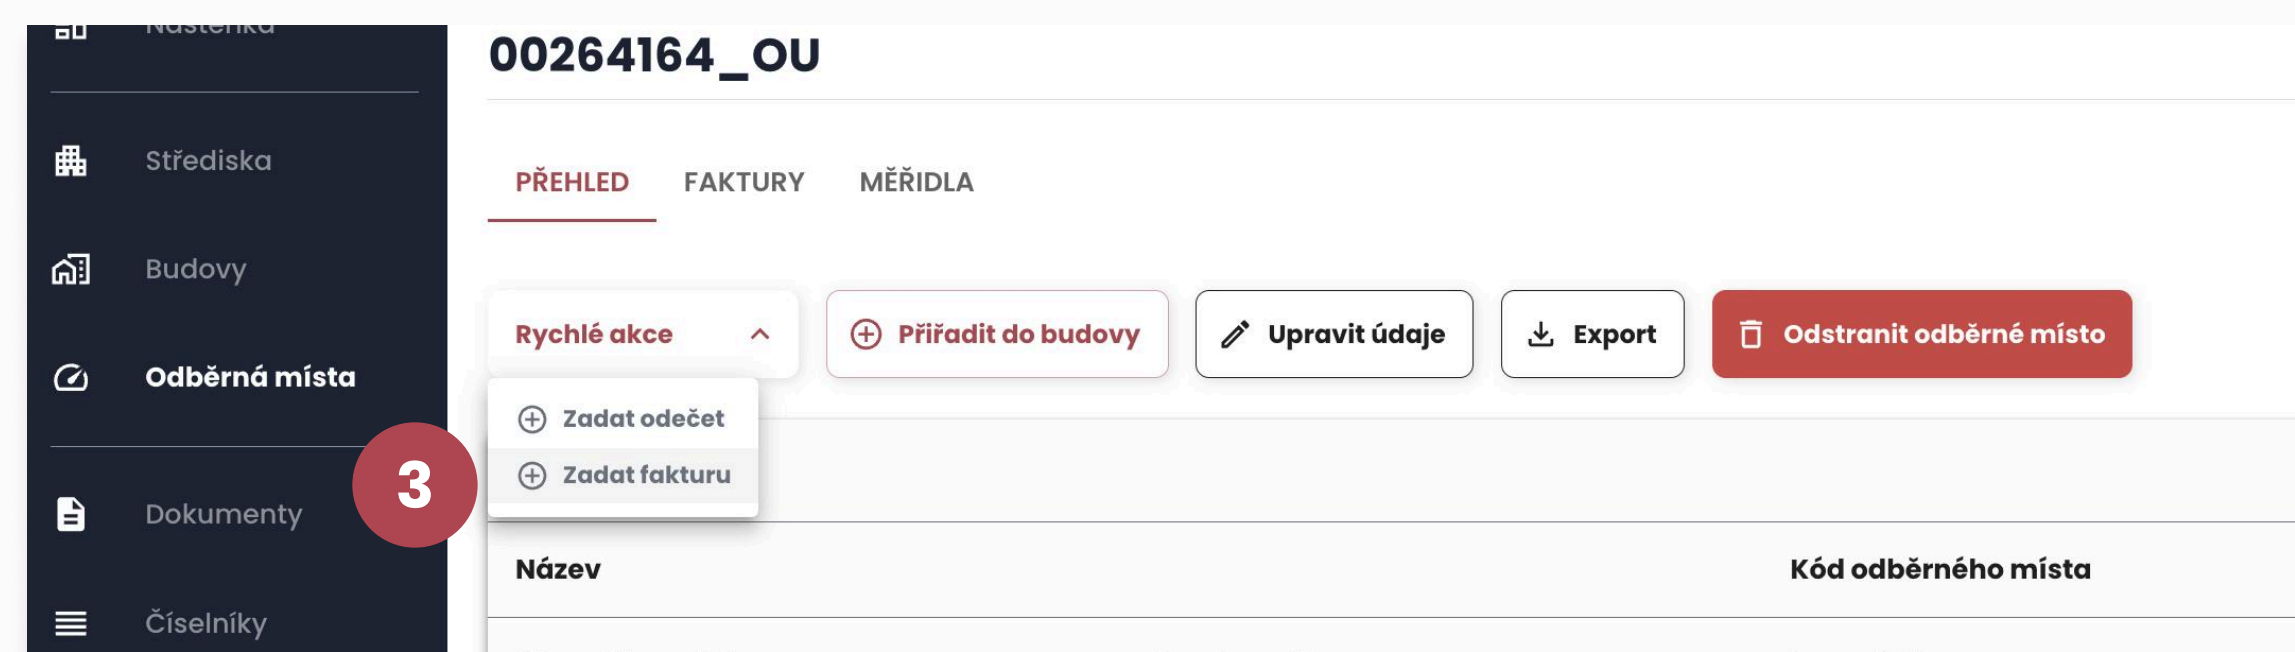 Nástěnka
00264164_OU
Střediska
PŘEHLED FAKTURY MĚŘIDLA
Budovy
Rychlé akce Přiřadit do budovy Upravit údaje Export Odstranit odběrné místo
Odběrná místa
Zadat odečet
Zadat fakturu
3
Dokumenty
Název Kód odběrného místa
Číselníky